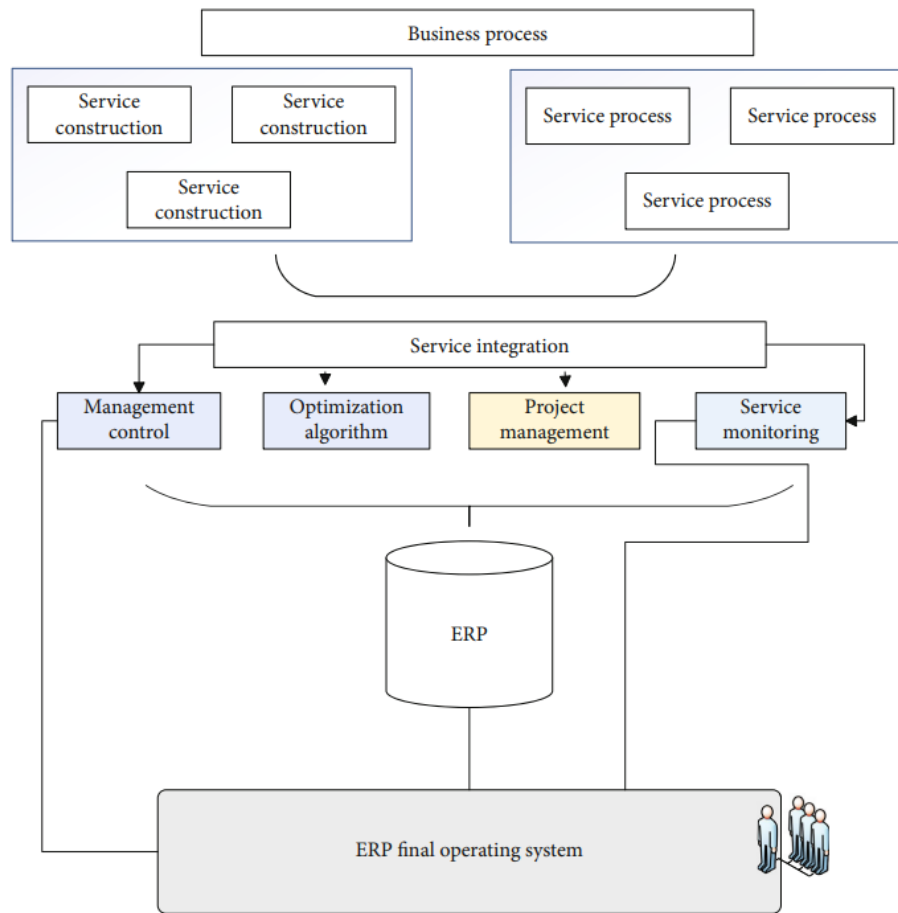 Business process
Service
construction
Service
construction
Service
construction
Service process
Service process
Service process
Service integration
Management
control
Optimization
algorithm
Project
management
Service
monitoring
ERP
ERP final operating system